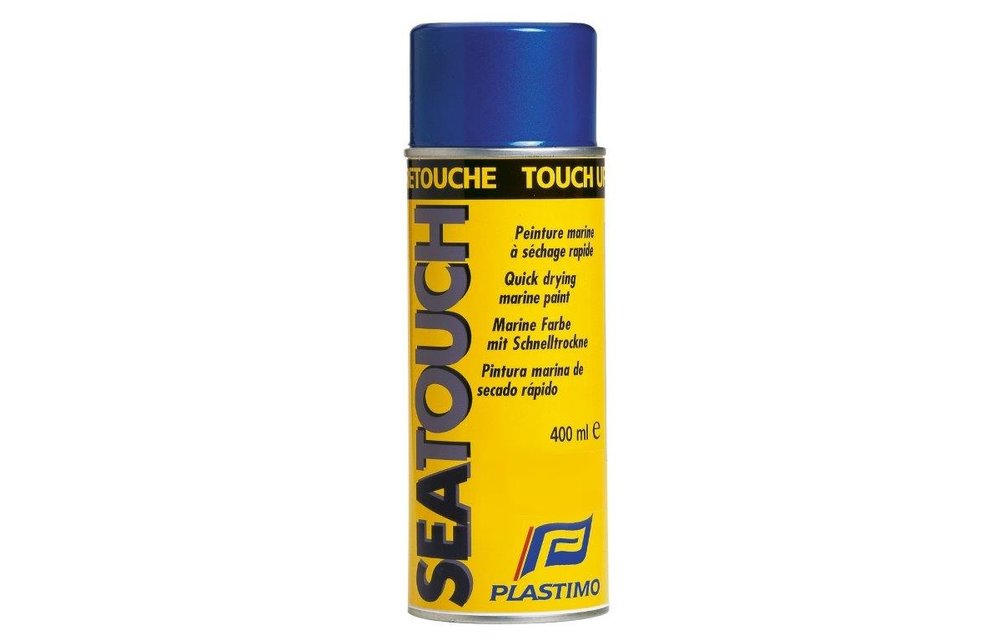 ETOUCHE TOUCH U
SEATOUCH
Peinture marine
à séchage rapide
Quick drying
marine paint
Marine Farbe
mit Schnelltrockne
Pintura marina de
secado rápido
400 ml e
PLASTIMO